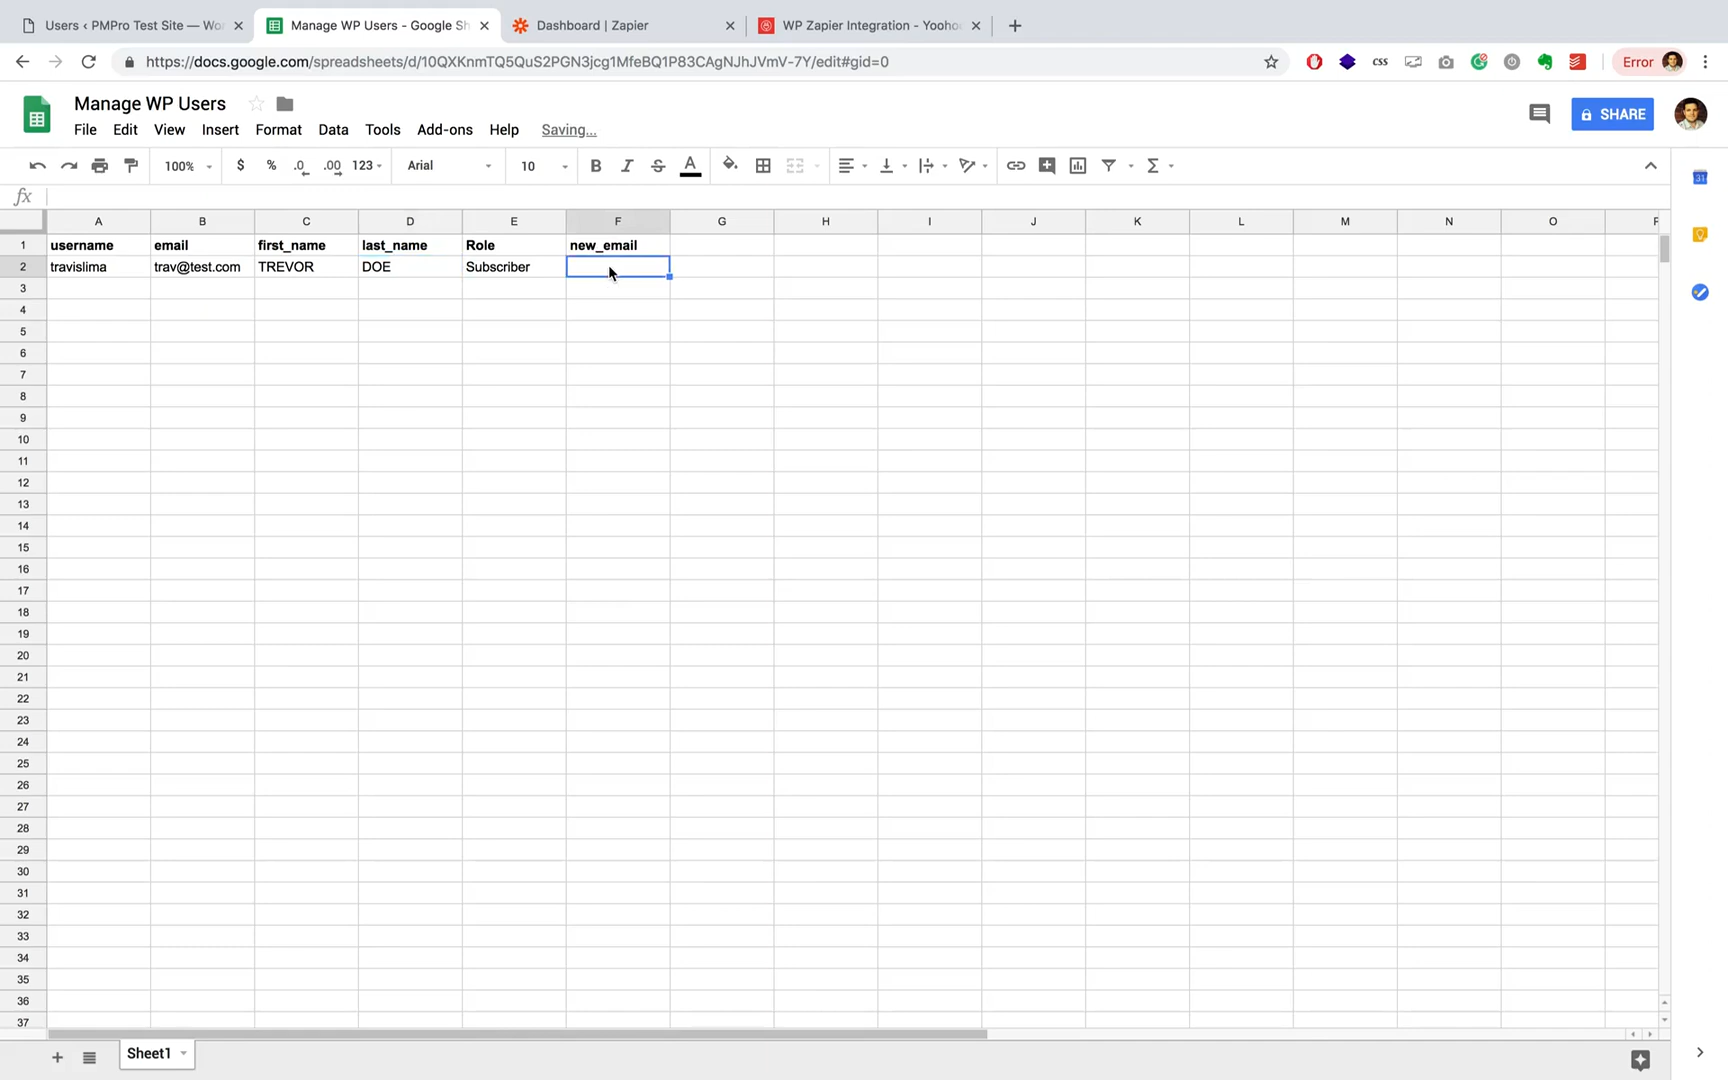 Users ‹ PMPro Test Site — Wor
Manage WP Users - Google Sh
Dashboard | Zapier
WP Zapier Integration - Yooho
https://docs.google.com/spreadsheets/d/10QXKnmTQ5QuS2PGN3jcg1MfeBQ1P83CAgNJhJVmV-7Y/edit#gid=0
css
Error
Manage WP Users
File Edit View Insert Format Data Tools Add-ons Help Saving...
SHARE
100% $ % .0 .00 123 Arial 10 B I S A Σ
31
fx
A B C D E F G H I J K L M N O P
1 username email first_name last_name Role new_email
2 travislima trav@test.com TREVOR DOE Subscriber
3
4
5
6
7
8
9
10
11
12
13
14
15
16
17
18
19
20
21
22
23
24
25
26
27
28
29
30
31
32
33
34
35
36
37
Sheet1